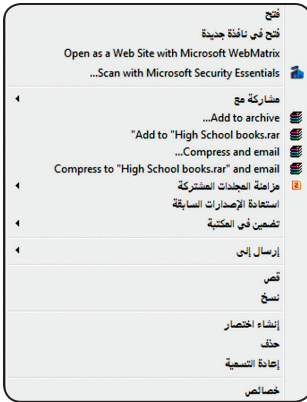 فتح
فتح في نافذة جديدة
Open as a Web Site with Microsoft WebMatrix
Scan with Microsoft Security Essentials...
مشاركة مع
Add to archive...
Add to "High School books.rar"
Compress and email...
Compress to "High School books.rar" and email
مزامنة المجلدات المشتركة
استعادة الإصدارات السابقة
تضمين في المكتبة
إرسال إلى
قص
نسخ
إنشاء اختصار
حذف
إعادة التسمية
خصائص